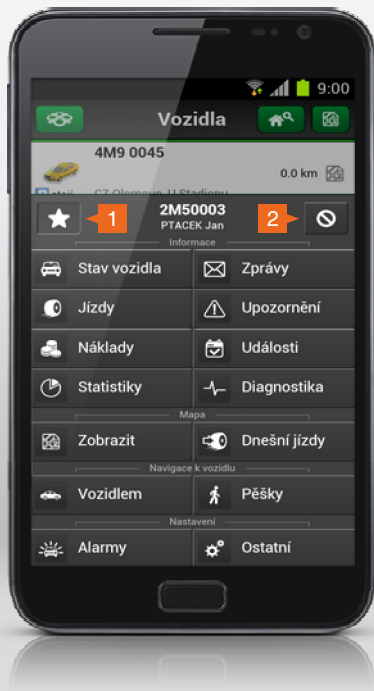 9:00
Vozidla
4M9 0045
0.0 km
stojí CZ Olomouc, U Stadionu
1
2M50003
2
PTACEK Jan
Informace
Stav vozidla
Zprávy
Jízdy
Upozornění
Náklady
Události
Statistiky
Diagnostika
Mapa
Zobrazit
Dnešní jízdy
Navigace k vozidlu
Vozidlem
Pěšky
Nastavení
Alarmy
Ostatní